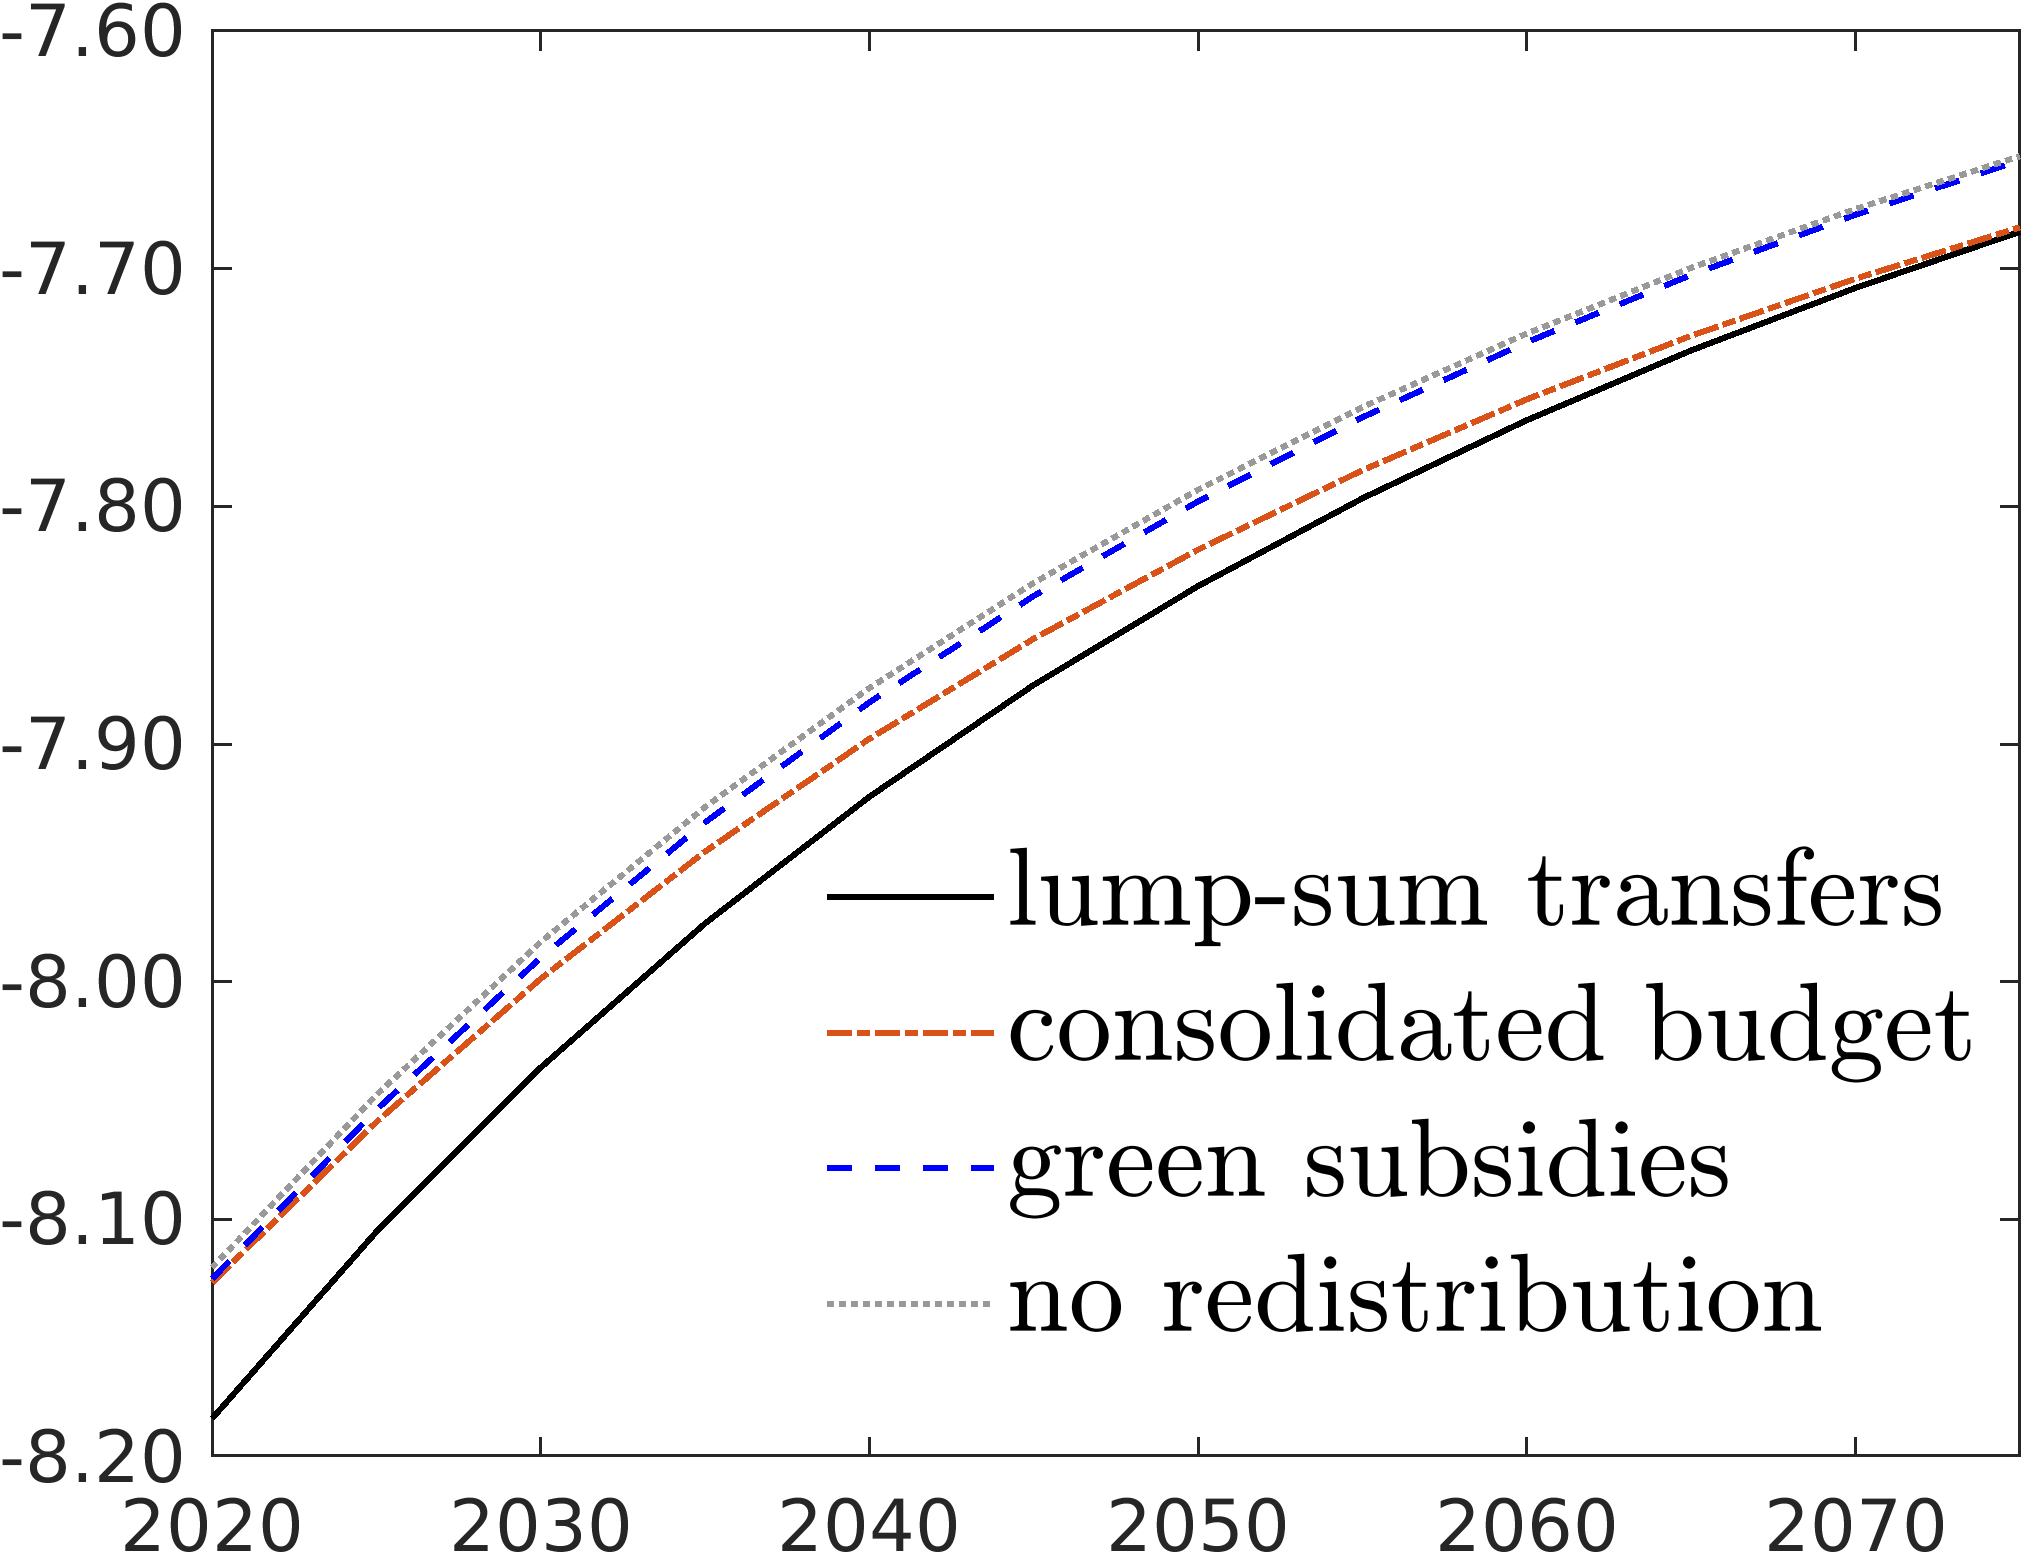 -7.60
-7.70
-7.80
-7.90
-8.00
-8.10
-8.20
lump-sum transfers
consolidated budget
green subsidies
no redistribution
2020 2030 2040 2050 2060 2070